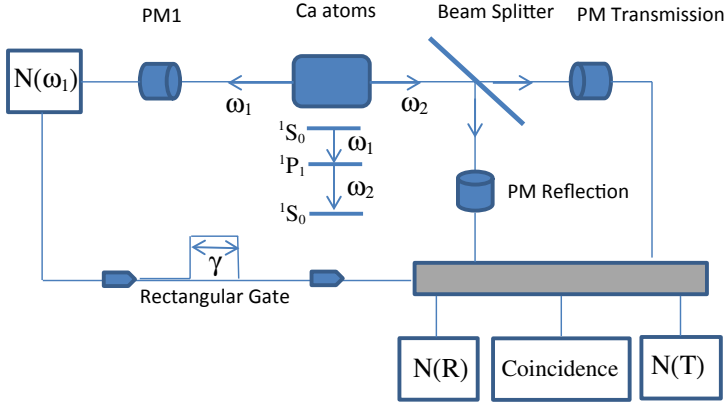 PM1
Ca atoms
Beam Splitter
PM Transmission
N(ω₁)
ω₁
ω₂
¹S₀
ω₁
¹P₁
ω₂
¹S₀
PM Reflection
γ
Rectangular Gate
N(R)
Coincidence
N(T)